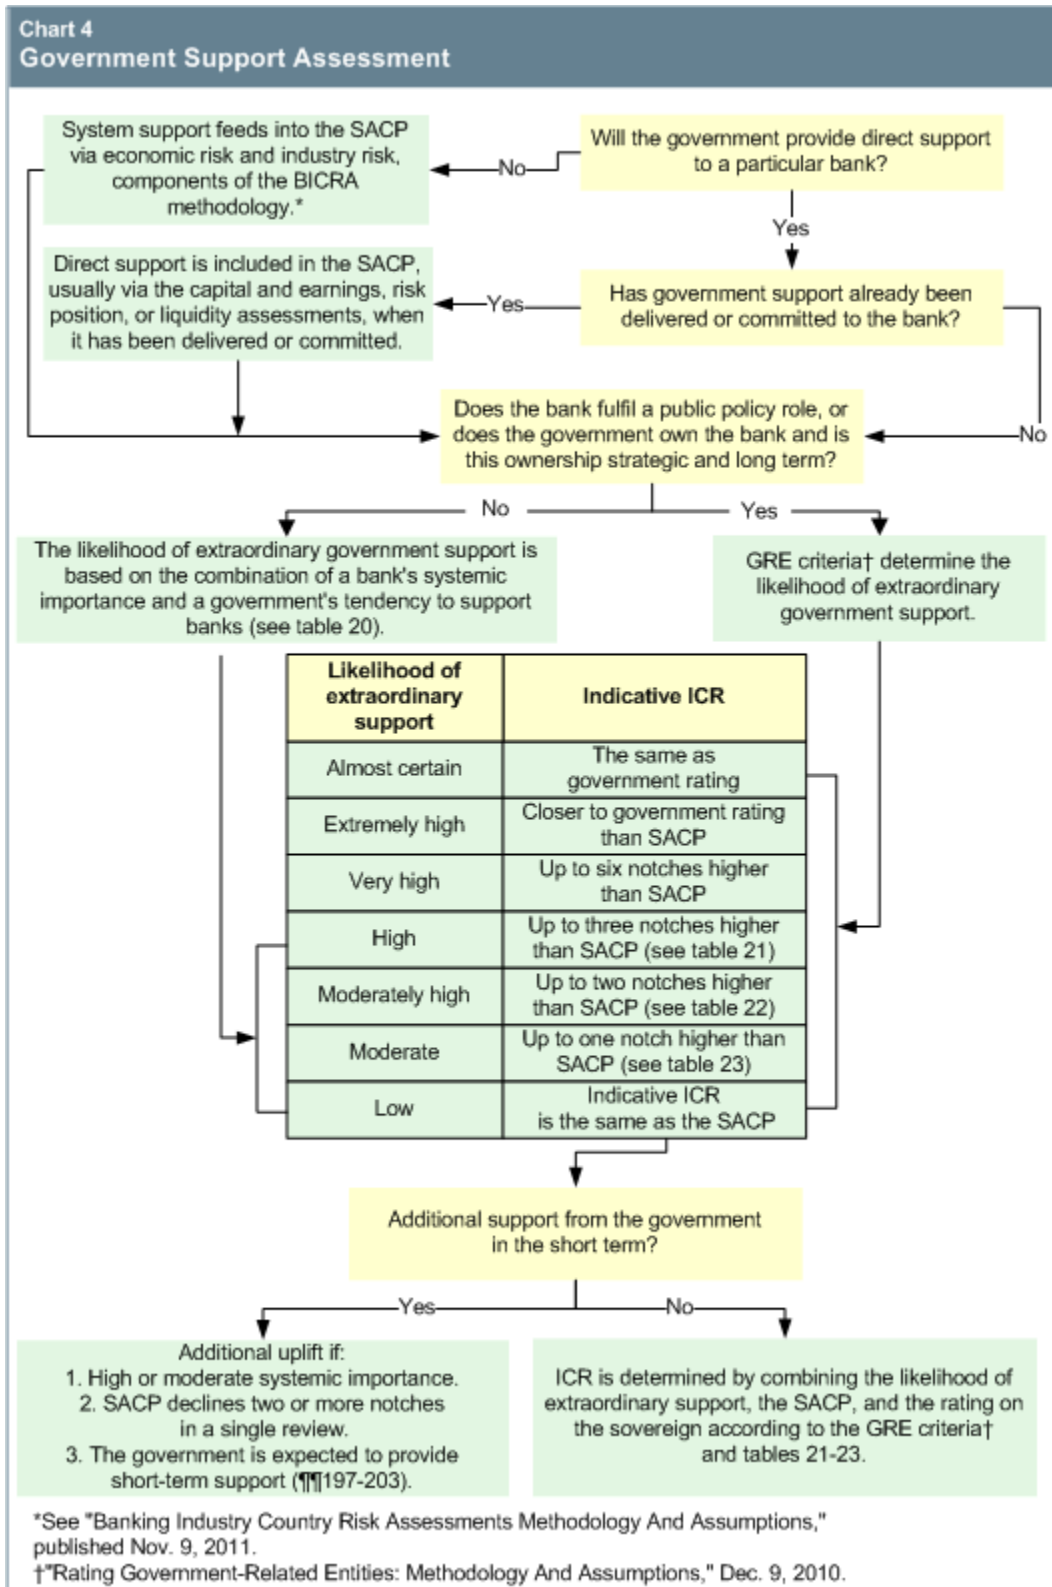 Chart 4
Government Support Assessment
System support feeds into the SACP
via economic risk and industry risk,
components of the BICRA
methodology.*
No
Will the government provide direct support
to a particular bank?
Yes
Direct support is included in the SACP,
usually via the capital and earnings, risk
position, or liquidity assessments, when
it has been delivered or committed.
Yes
Has government support already been
delivered or committed to the bank?
No
Does the bank fulfil a public policy role, or
does the government own the bank and is
this ownership strategic and long term?
No
Yes
The likelihood of extraordinary government support is
based on the combination of a bank's systemic
importance and a government's tendency to support
banks (see table 20).
GRE criteria† determine the
likelihood of extraordinary
government support.
Likelihood of
extraordinary
support
Indicative ICR
Almost certain
The same as
government rating
Extremely high
Closer to government rating
than SACP
Very high
Up to six notches higher
than SACP
High
Up to three notches higher
than SACP (see table 21)
Moderately high
Up to two notches higher
than SACP (see table 22)
Moderate
Up to one notch higher than
SACP (see table 23)
Low
Indicative ICR
is the same as the SACP
Additional support from the government
in the short term?
Yes
No
Additional uplift if:
1. High or moderate systemic importance.
2. SACP declines two or more notches
in a single review.
3. The government is expected to provide
short-term support (¶¶197-203).
ICR is determined by combining the likelihood of
extraordinary support, the SACP, and the rating on
the sovereign according to the GRE criteria†
and tables 21-23.
*See "Banking Industry Country Risk Assessments Methodology And Assumptions,"
published Nov. 9, 2011.
†"Rating Government-Related Entities: Methodology And Assumptions," Dec. 9, 2010.